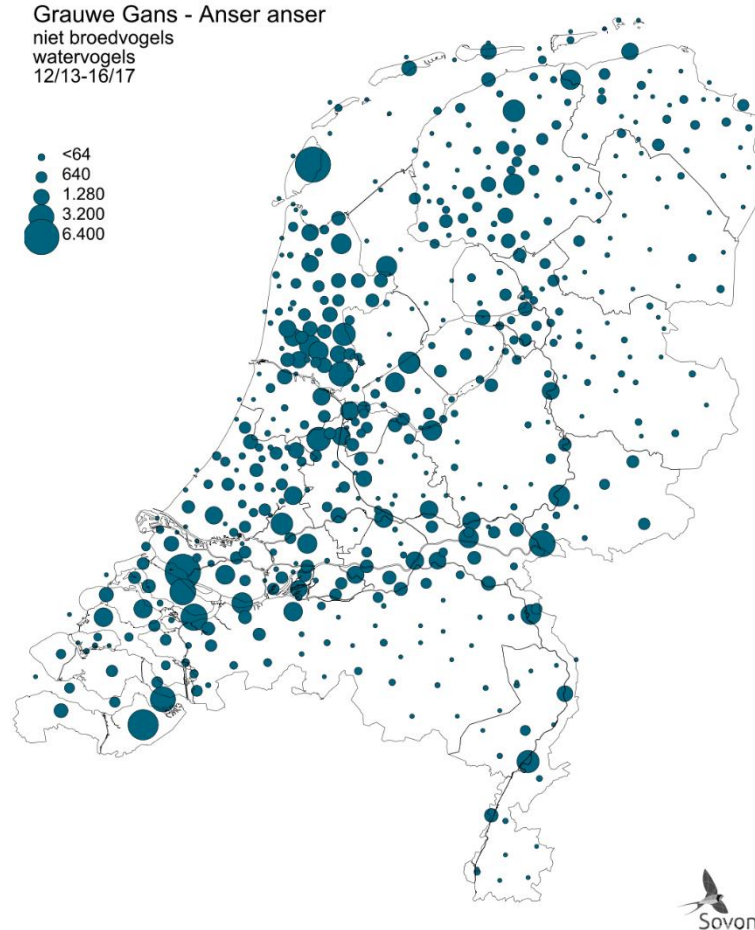 Grauwe Gans - Anser anser
niet broedvogels
watervogels
12/13-16/17
<64
640
1.280
3.200
6.400
Sovon